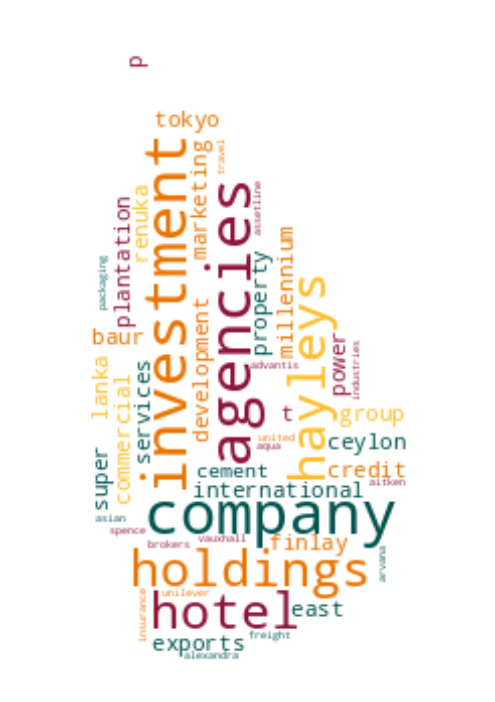 p
tokyo
investment
marketing
travel
agencies
assetline
renuka
plantation
packaging
property
millennium
hayleys
baur
development
advantis
power
industries
lanka
commercial
services
t
group
united
aqua
ceylon
super
cement
credit
international
aitken
asian
company
spence
brokers
vauxhall
finlay
holdings
arvana
insurance
unilever
hotel
east
freight
exports
alexandra